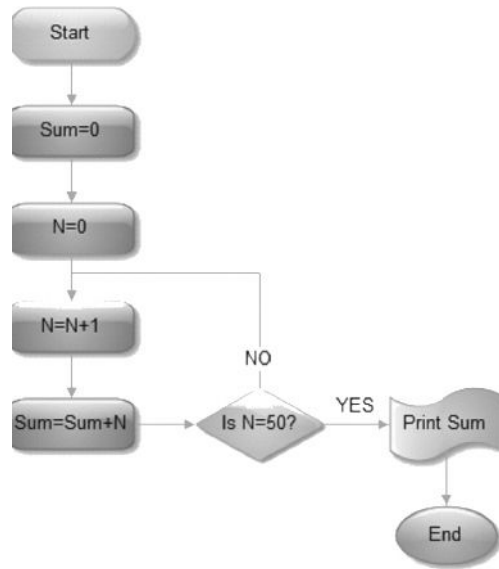 Start
Sum=0
N=0
N=N+1
NO
Sum=Sum+N
Is N=50?
YES
Print Sum
End